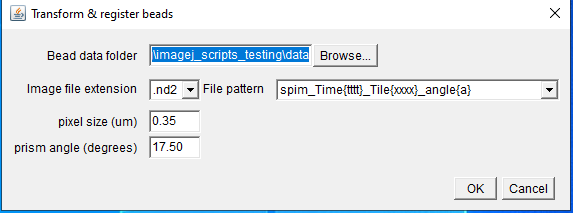 Transform & register beads
Bead data folder \imagej_scripts_testing\data Browse...
Image file extension .nd2 File pattern spim_Time{tttt}_Tile{xxxx}_angle{a}
pixel size (um) 0.35
prism angle (degrees) 17.50
OK Cancel